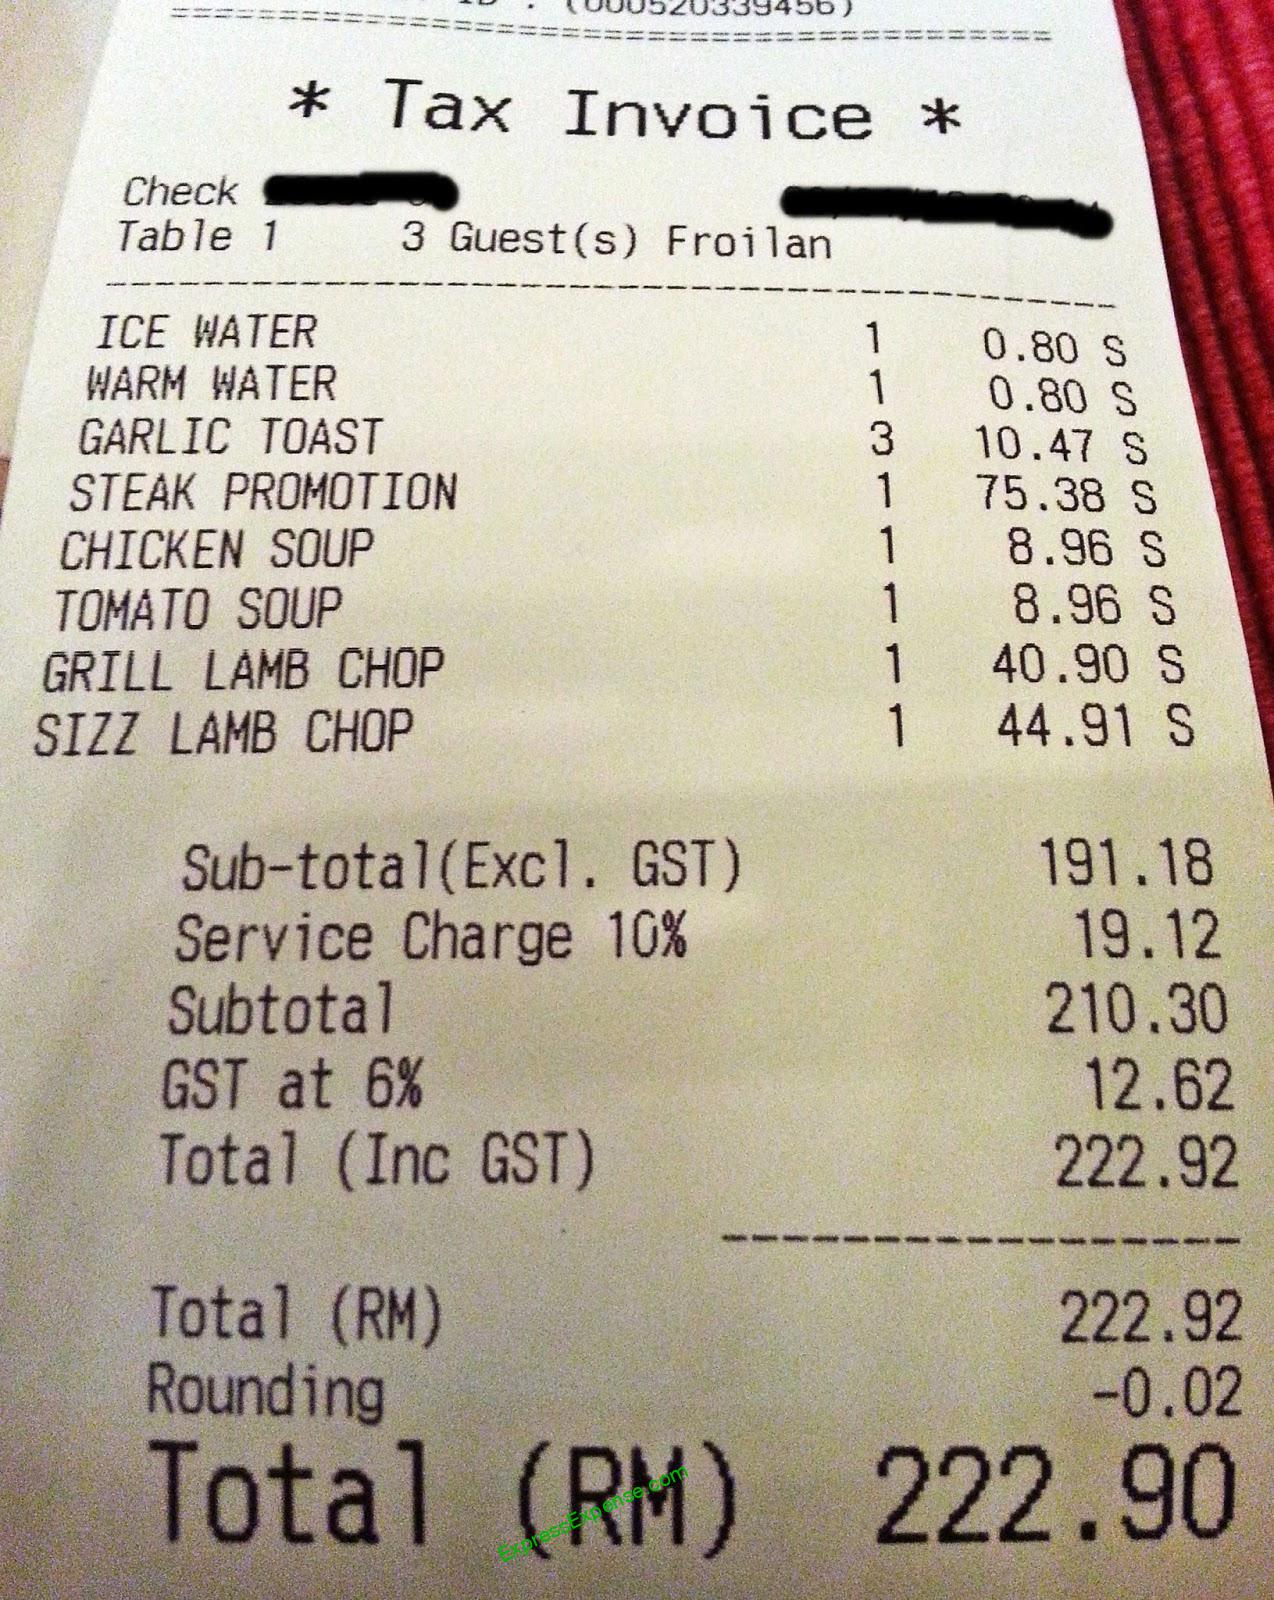 ID : (000520339456)
==========================================
* Tax Invoice *
Check
Table 1 3 Guest(s) Froilan
------------------------------------------
ICE WATER 1 0.80 S
WARM WATER 1 0.80 S
GARLIC TOAST 3 10.47 S
STEAK PROMOTION 1 75.38 S
CHICKEN SOUP 1 8.96 S
TOMATO SOUP 1 8.96 S
GRILL LAMB CHOP 1 40.90 S
SIZZ LAMB CHOP 1 44.91 S
Sub-total(Excl. GST) 191.18
Service Charge 10% 19.12
Subtotal 210.30
GST at 6% 12.62
Total (Inc GST) 222.92
------------------
Total (RM) 222.92
Rounding -0.02
Total (RM) 222.90
ExpressExpense.com